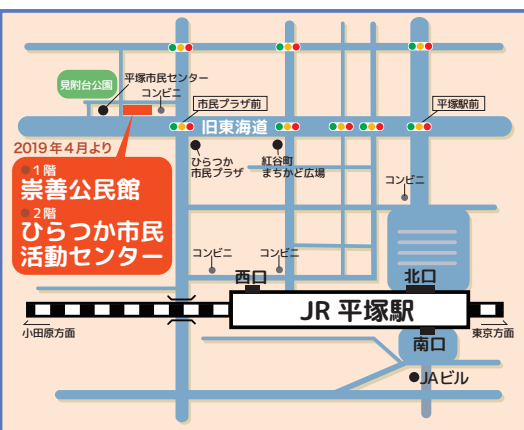 見附台公園
平塚市民センター
コンビニ
市民プラザ前
平塚駅前
旧東海道
2019年4月より
●1階
崇善公民館
●2階
ひらつか市民
活動センター
ひらつか
市民プラザ
紅谷町
まちかど広場
コンビニ
コンビニ
コンビニ
西口
北口
JR 平塚駅
小田原方面
東京方面
南口
JAビル